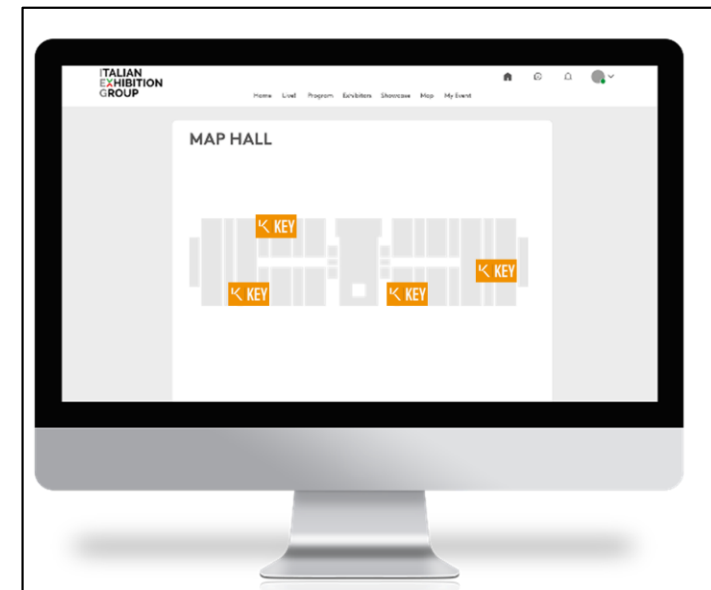 ITALIAN
EXHIBITION
GROUP
Home Live! Program Exhibitors Showcase Map My Event
MAP HALL
KEY
KEY
KEY
KEY